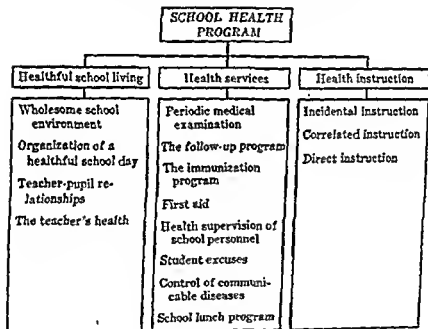 SCHOOL HEALTH
PROGRAM
Healthful school living
Wholesome school
environment
Organization of a
healthful school day
Teacher-pupil re-
lationships
The teacher's health
Health services
Periodic medical
examination
The follow-up program
The immunization
program
First aid
Health supervision of
school personnel
Student excuses
Control of communi-
cable diseases
School lunch program
Health instruction
Incidental instruction
Correlated instruction
Direct instruction